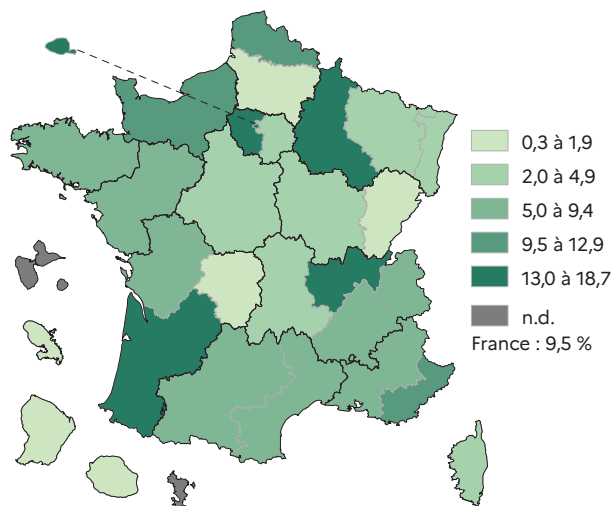 0,3 à 1,9
2,0 à 4,9
5,0 à 9,4
9,5 à 12,9
13,0 à 18,7
n.d.
France : 9,5 %